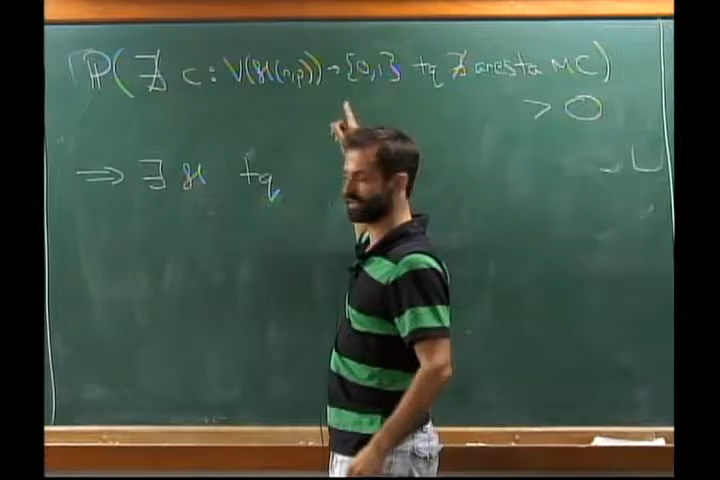 P( ∄ c : V(H(n,p)) → {0,1} tq ∄ aresta MC)
> 0
⇒ ∃ H tq